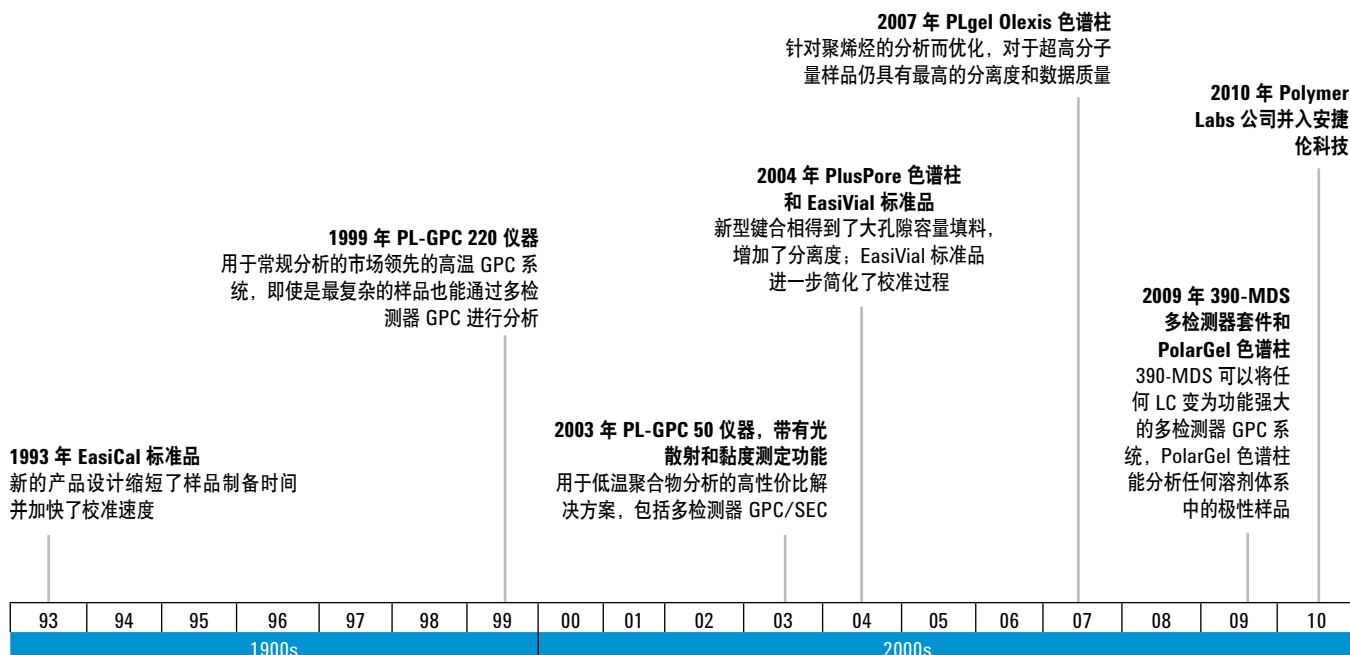 2007 年 PLgel Olexis 色谱柱
针对聚烯烃的分析而优化，对于超高分子
量样品仍具有最高的分离度和数据质量
2010 年 Polymer
Labs 公司并入安捷
伦科技
2004 年 PlusPore 色谱柱
和 EasiVial 标准品
新型键合相得到了大孔隙容量填料，
增加了分离度；EasiVial 标准品
进一步简化了校准过程
1999 年 PL-GPC 220 仪器
用于常规分析的市场领先的高温 GPC 系
统，即使是最复杂的样品也能通过多检
测器 GPC 进行分析
2009 年 390-MDS
多检测器套件和
PolarGel 色谱柱
390-MDS 可以将任
何 LC 变为功能强大
的多检测器 GPC 系
统，PolarGel 色谱柱
能分析任何溶剂体系
中的极性样品
2003 年 PL-GPC 50 仪器，带有光
散射和黏度测定功能
用于低温聚合物分析的高性价比解
决方案，包括多检测器 GPC/SEC
1993 年 EasiCal 标准品
新的产品设计缩短了样品制备时间
并加快了校准速度
93 94 95 96 97 98 99 00 01 02 03 04 05 06 07 08 09 10
1900s 2000s